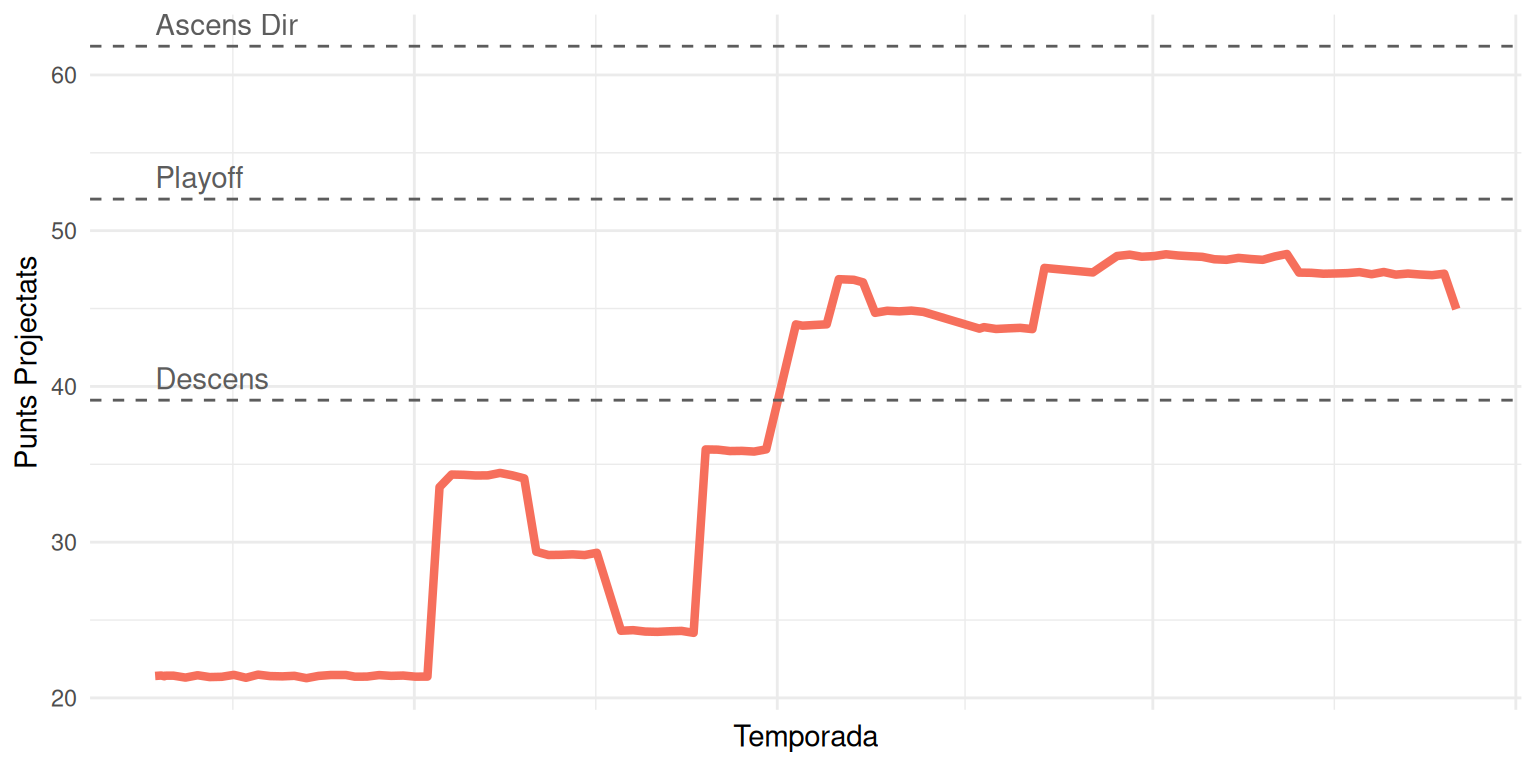 Ascens Dir
60
Playoff
50
Descens
40
30
20
Punts Projectats
Temporada